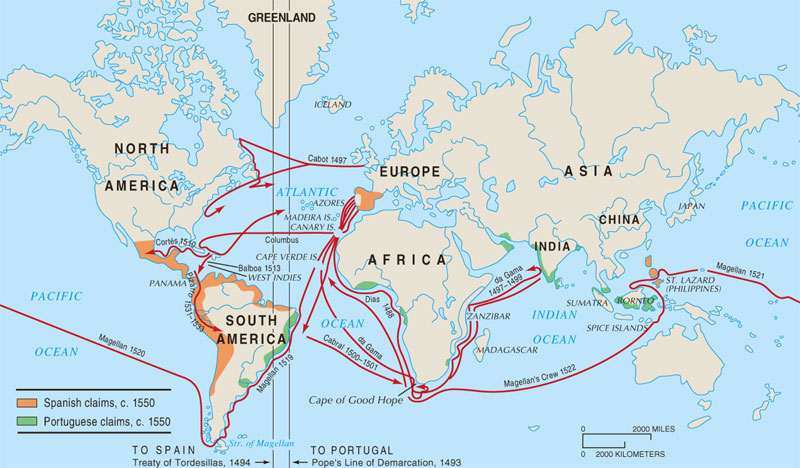 GREENLAND
ICELAND
NORTH
AMERICA
Cabot 1497
EUROPE
ASIA
ATLANTIC
AZORES
MADEIRA IS.
CANARY IS.
CHINA
JAPAN
PACIFIC
OCEAN
Cortés 1510
Columbus
CAPE VERDE IS.
AFRICA
INDIA
Balboa 1513
WEST INDIES
PANAMA
Pizarro 1531–1533
da Gama
1497–1499
Magellan 1521
ST. LAZARD
(PHILIPPINES)
PACIFIC
OCEAN
SOUTH
AMERICA
OCEAN
Dias
1488
ZANZIBAR
INDIAN
OCEAN
SUMATRA
BORNEO
SPICE ISLANDS
Magellan 1520
Magellan 1519
da Gama
Cabral 1500–1501
MADAGASCAR
Magellan's Crew 1522
Cape of Good Hope
Spanish claims, c. 1550
Portuguese claims, c. 1550
Str. of Magellan
0 2000 MILES
0 2000 KILOMETERS
TO SPAIN
TO PORTUGAL
Treaty of Tordesillas, 1494
Pope's Line of Demarcation, 1493